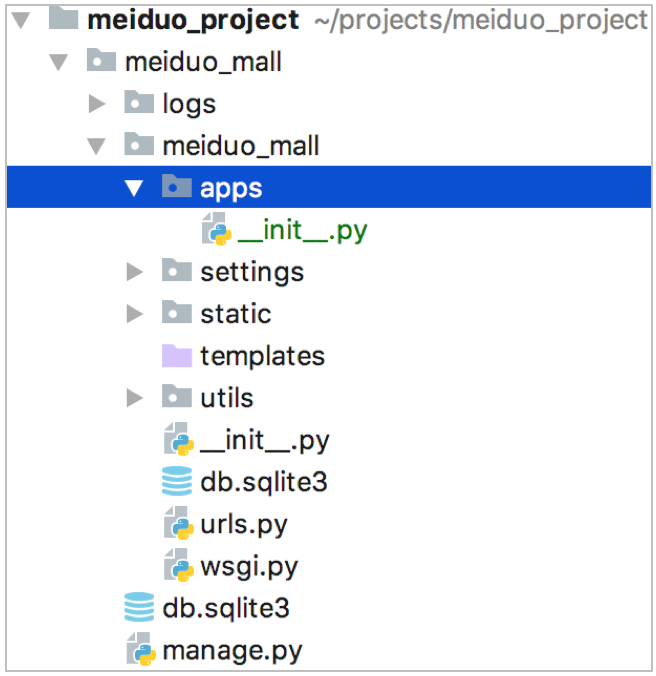 meiduo_project ~/projects/meiduo_project
meiduo_mall
logs
meiduo_mall
apps
__init__.py
settings
static
templates
utils
__init__.py
db.sqlite3
urls.py
wsgi.py
db.sqlite3
manage.py